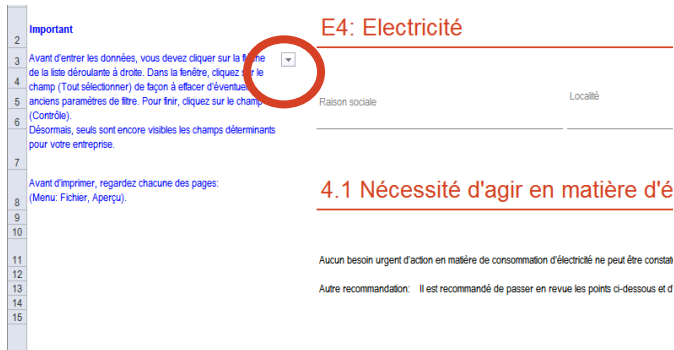 Important
E4: Electricité
2
3
4
5
6
7
8
9
10
11
12
13
14
15
Avant d'entrer les données, vous devez cliquer sur la flèche
de la liste déroulante à droite. Dans la fenêtre, cliquez sur le
champ (Tout sélectionner) de façon à effacer d'éventuels
anciens paramètres de filtre. Pour finir, cliquez sur le champ
(Contrôle).
Désormais, seuls sont encore visibles les champs déterminants
pour votre entreprise.
Avant d'imprimer, regardez chacune des pages:
(Menu: Fichier, Aperçu).
Raison sociale
Localité
4.1 Nécessité d'agir en matière d'é
Aucun besoin urgent d'action en matière de consommation d'électricité ne peut être constat
Autre recommandation: Il est recommandé de passer en revue les points ci-dessous et d'